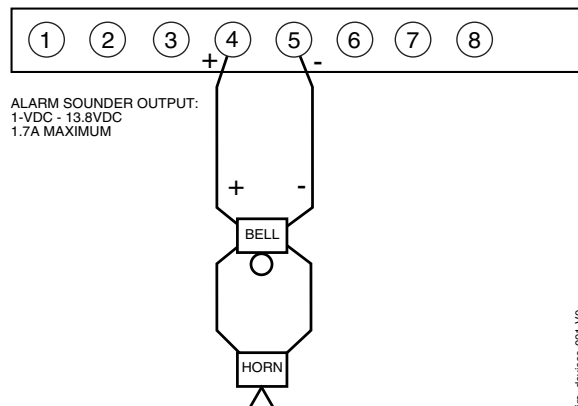 1 2 3 4 5 6 7 8
+ -
ALARM SOUNDER OUTPUT:
1-VDC - 13.8VDC
1.7A MAXIMUM
+ -
BELL
HORN